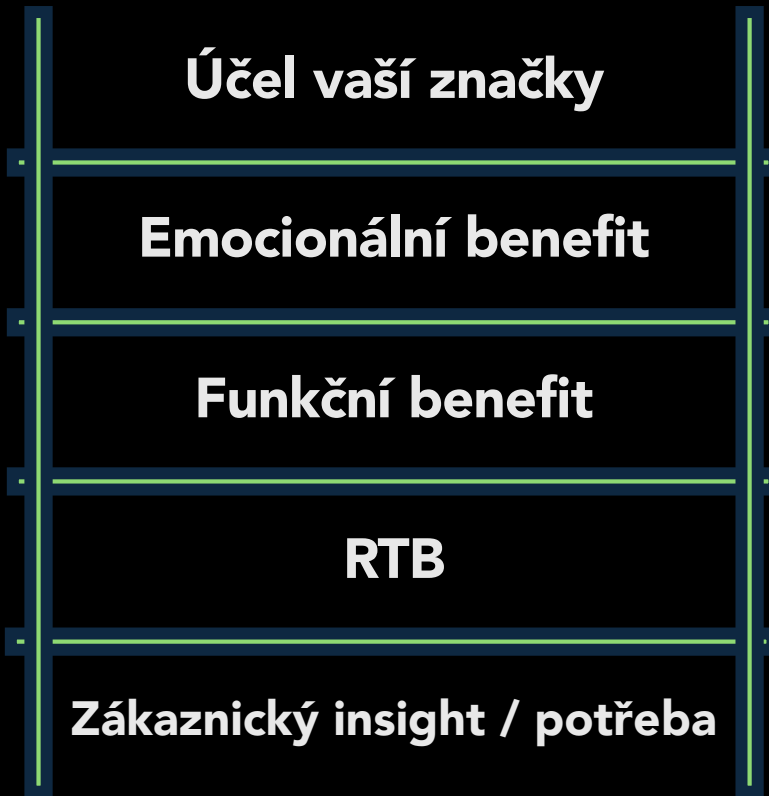 Účel vaší značky
Emocionální benefit
Funkční benefit
RTB
Zákaznický insight / potřeba